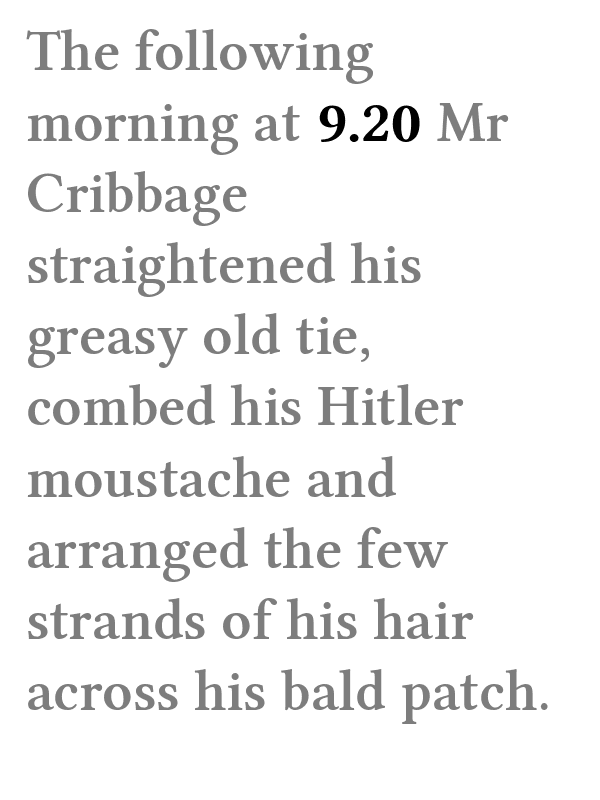 The following
morning at 9.20 Mr
Cribbage
straightened his
greasy old tie,
combed his Hitler
moustache and
arranged the few
strands of his hair
across his bald patch.